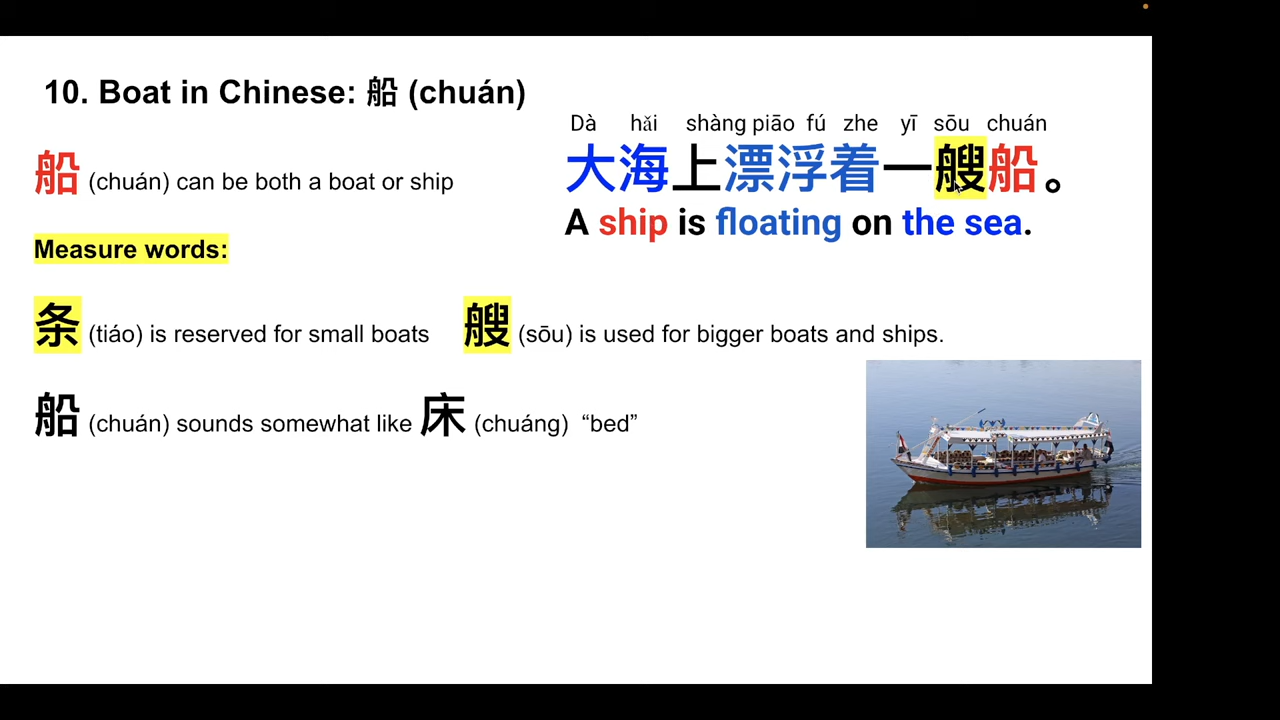 10. Boat in Chinese: 船 (chuán)
船 (chuán) can be both a boat or ship
Measure words:
条 (tiáo) is reserved for small boats 艘 (sōu) is used for bigger boats and ships.
船 (chuán) sounds somewhat like 床 (chuáng) “bed”
Dà hǎi shàng piāo fú zhe yī sōu chuán
大海上漂浮着一艘船。
A ship is floating on the sea.